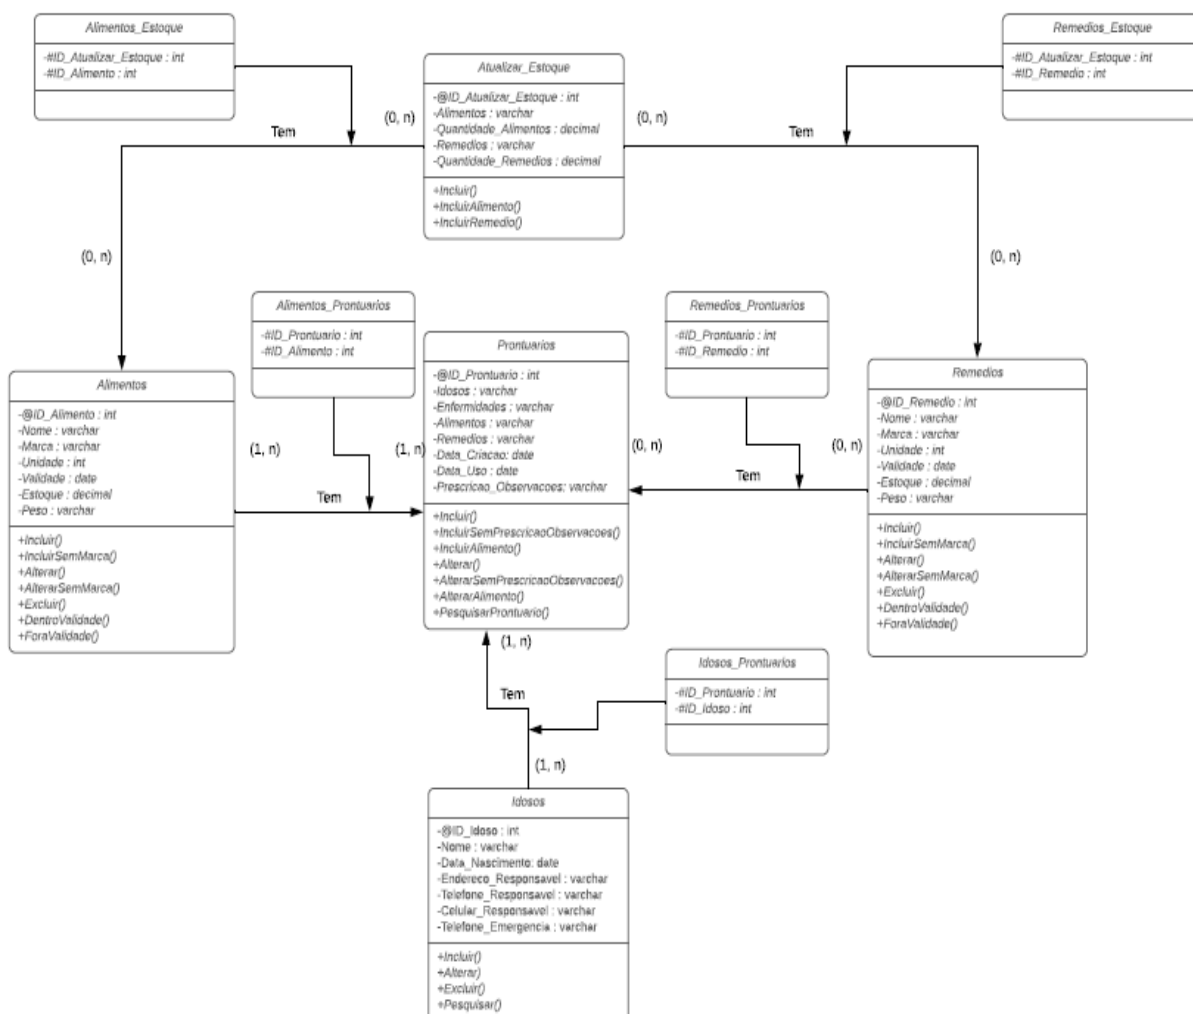 Alimentos_Estoque
-#ID_Atualizar_Estoque : int
-#ID_Alimento : int
Atualizar_Estoque
-@ID_Atualizar_Estoque : int
-Alimentos : varchar
-Quantidade_Alimentos : decimal
-Remedios : varchar
-Quantidade_Remedios : decimal
+Incluir()
+IncluirAlimento()
+IncluirRemedio()
Remedios_Estoque
-#ID_Atualizar_Estoque : int
-#ID_Remedio : int
Tem
(0, n)
(0, n)
Tem
(0, n)
(0, n)
Alimentos_Prontuarios
-#ID_Prontuario : int
-#ID_Alimento : int
Remedios_Prontuarios
-#ID_Prontuario : int
-#ID_Remedio : int
Alimentos
-@ID_Alimento : int
-Nome : varchar
-Marca : varchar
-Unidade : int
-Validade : date
-Estoque : decimal
-Peso : varchar
+Incluir()
+IncluirSemMarca()
+Alterar()
+AlterarSemMarca()
+Excluir()
+DentroValidade()
+ForaValidade()
(1, n)
(1, n)
Tem
Prontuarios
-@ID_Prontuario : int
-Idosos : varchar
-Enfermidades : varchar
-Alimentos : varchar
-Remedios : varchar
-Data_Criacao: date
-Data_Uso : date
-Prescricao_Observacoes: varchar
+Incluir()
+IncluirSemPrescricaoObservacoes()
+IncluirAlimento()
+Alterar()
+AlterarSemPrescricaoObservacoes()
+AlterarAlimento()
+PesquisarProntuario()
(0, n)
(0, n)
Tem
Remedios
-@ID_Remedio : int
-Nome : varchar
-Marca : varchar
-Unidade : int
-Validade : date
-Estoque : decimal
-Peso : varchar
+Incluir()
+IncluirSemMarca()
+Alterar()
+AlterarSemMarca()
+Excluir()
+DentroValidade()
+ForaValidade()
(1, n)
Tem
(1, n)
Idosos_Prontuarios
-#ID_Prontuario : int
-#ID_Idoso : int
Idosos
-@ID_Idoso : int
-Nome : varchar
-Data_Nascimento: date
-Endereco_Responsavel : varchar
-Telefone_Responsavel : varchar
-Celular_Responsavel : varchar
-Telefone_Emergencia : varchar
+Incluir()
+Alterar()
+Excluir()
+Pesquisar()